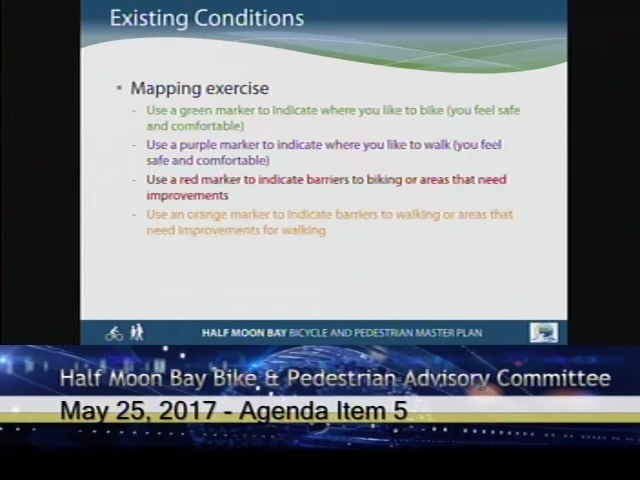 Existing Conditions
• Mapping exercise
- Use a green marker to indicate where you like to bike (you feel safe
and comfortable)
- Use a purple marker to indicate where you like to walk (you feel
safe and comfortable)
- Use a red marker to indicate barriers to biking or areas that need
improvements
- Use an orange marker to indicate barriers to walking or areas that
need improvements for walking
HALF MOON BAY BICYCLE AND PEDESTRIAN MASTER PLAN
Half Moon Bay Bike & Pedestrian Advisory Committee
May 25, 2017 - Agenda Item 5